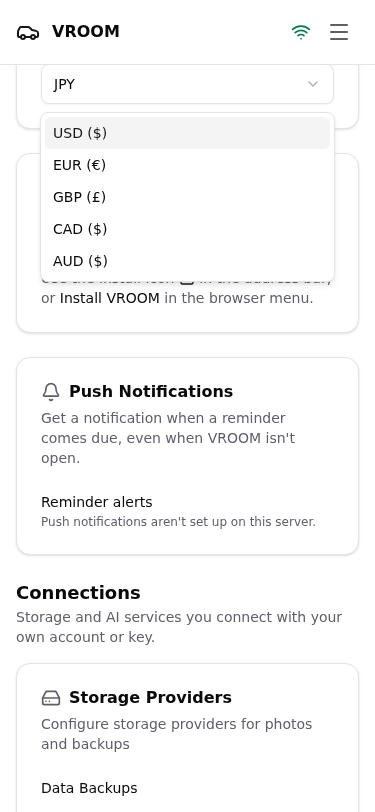 VROOM
JPY
USD ($)
EUR (€)
GBP (£)
CAD ($)
AUD ($)
or Install VROOM in the browser menu.
Push Notifications
Get a notification when a reminder
comes due, even when VROOM isn't
open.
Reminder alerts
Push notifications aren't set up on this server.
Connections
Storage and AI services you connect with your
own account or key.
Storage Providers
Configure storage providers for photos
and backups
Data Backups